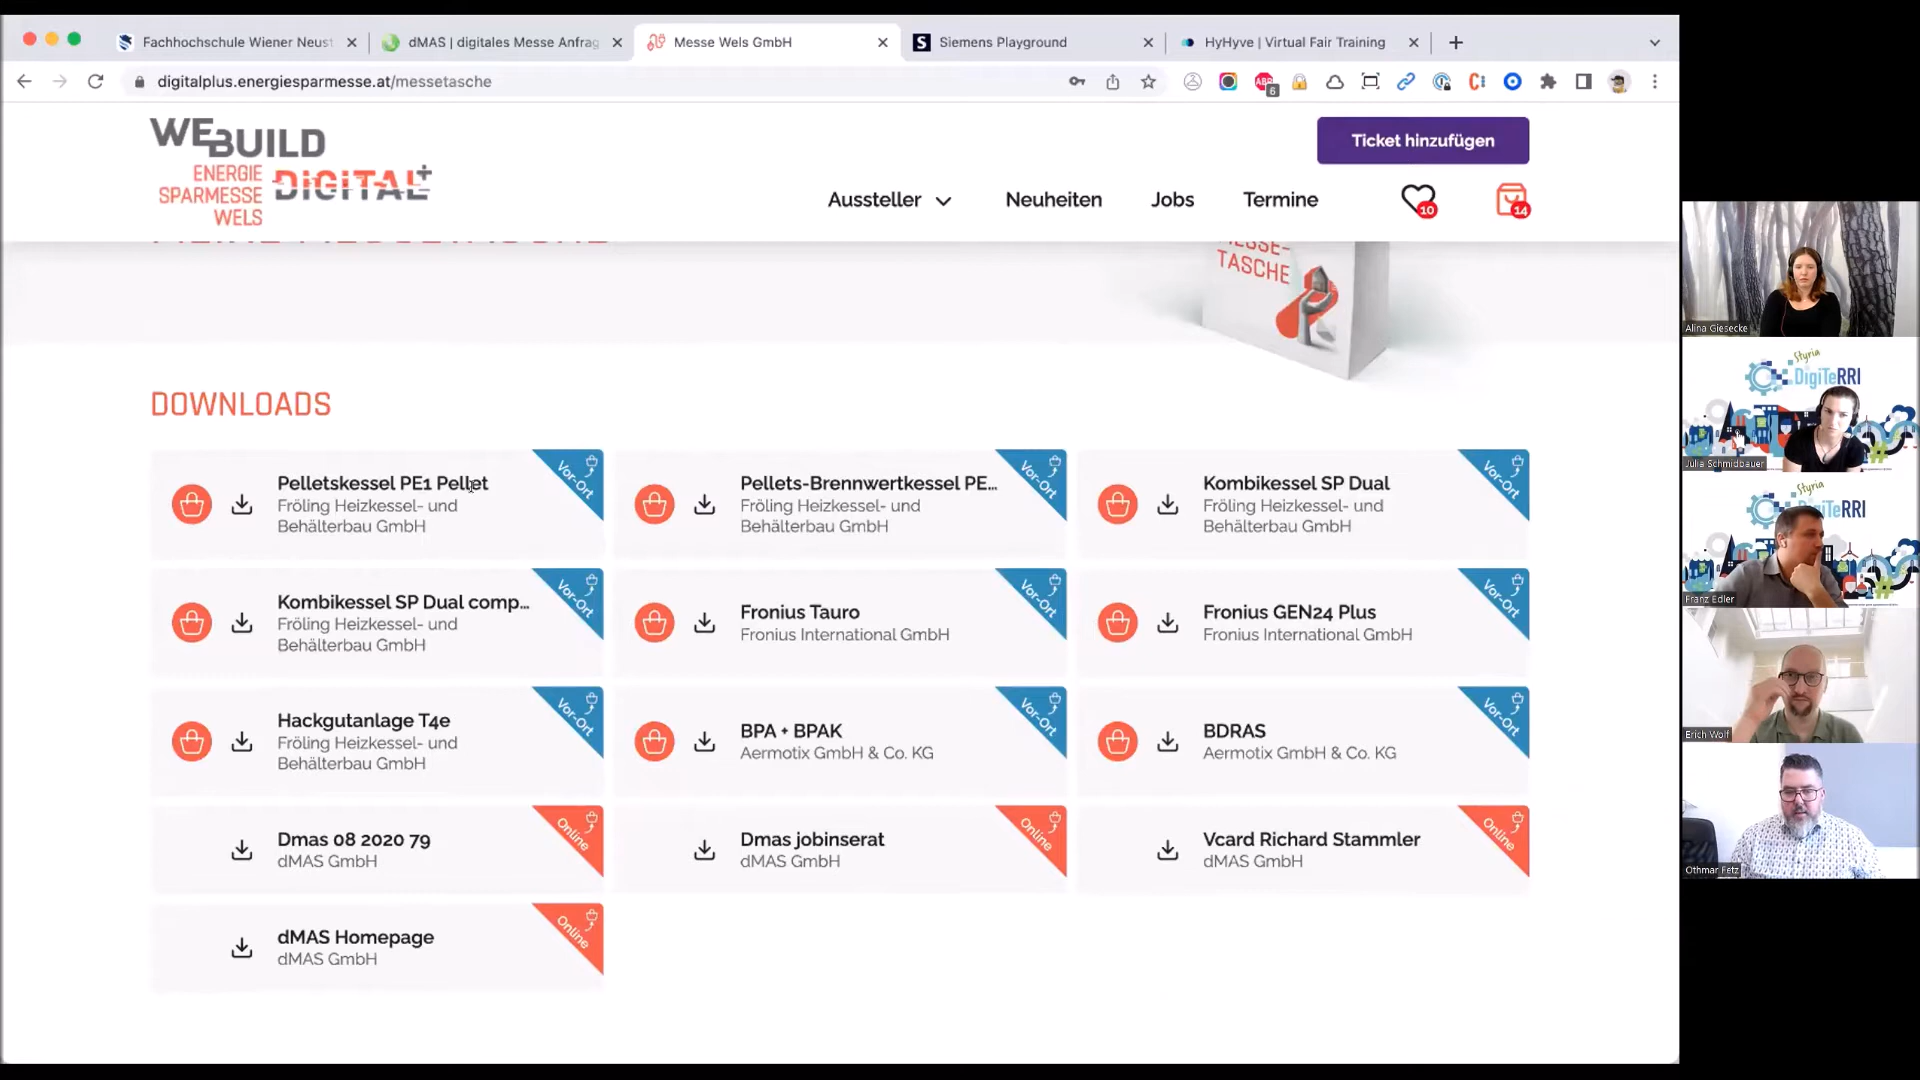 Fachhochschule Wiener Neust
dMAS | digitales Messe Anfrag
Messe Wels GmbH
Siemens Playground
HyHyve | Virtual Fair Training
digitalplus.energiesparmesse.at/messetasche
ABP
6
WEBUILD
ENERGIE
SPARMESSE
WELS
DIGITAL+
Ticket hinzufügen
Aussteller
Neuheiten
Jobs
Termine
10
14
MEINE MESSETASCHE
MESSE-
TASCHE
DOWNLOADS
Pelletskessel PE1 Pellet
Fröling Heizkessel- und
Behälterbau GmbH
Vor-Ort
Pellets-Brennwertkessel PE...
Fröling Heizkessel- und
Behälterbau GmbH
Vor-Ort
Kombikessel SP Dual
Fröling Heizkessel- und
Behälterbau GmbH
Vor-Ort
Kombikessel SP Dual comp...
Fröling Heizkessel- und
Behälterbau GmbH
Vor-Ort
Fronius Tauro
Fronius International GmbH
Vor-Ort
Fronius GEN24 Plus
Fronius International GmbH
Vor-Ort
Hackgutanlage T4e
Fröling Heizkessel- und
Behälterbau GmbH
Vor-Ort
BPA + BPAK
Aermotix GmbH & Co. KG
Vor-Ort
BDRAS
Aermotix GmbH & Co. KG
Vor-Ort
Dmas 08 2020 79
dMAS GmbH
Online
Dmas jobinserat
dMAS GmbH
Online
Vcard Richard Stammler
dMAS GmbH
Online
dMAS Homepage
dMAS GmbH
Online
Alina Giesecke
Styria
DigiTeRRI
Julia Schmidbauer
Styria
DigiTeRRI
Franz Edler
Erich Wolf
Othmar Fetz